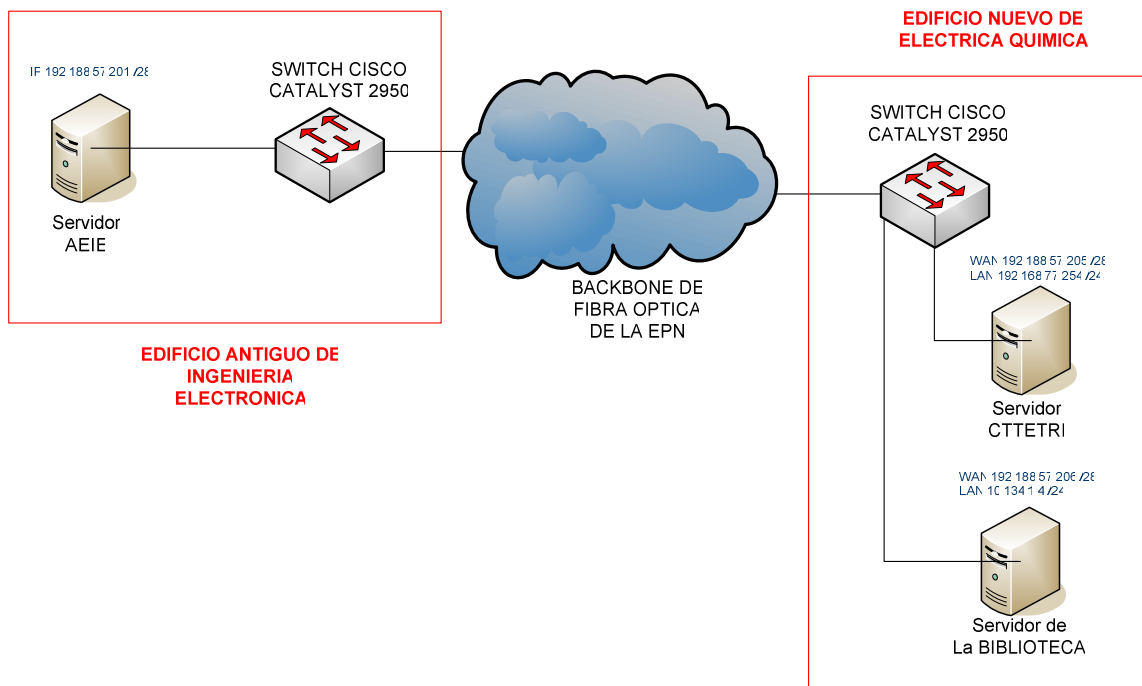 EDIFICIO NUEVO DE
ELECTRICA QUIMICA
IF 192 188 57 201 /28
SWITCH CISCO
CATALYST 2950
Servidor
AEIE
EDIFICIO ANTIGUO DE
INGENIERIA
ELECTRONICA
BACKBONE DE
FIBRA OPTICA
DE LA EPN
SWITCH CISCO
CATALYST 2950
WAN 192 188 57 205 /28
LAN 192 168 77 254 /24
Servidor
CTTETRI
WAN 192 188 57 206 /28
LAN 10 134 1 4 /24
Servidor de
La BIBLIOTECA